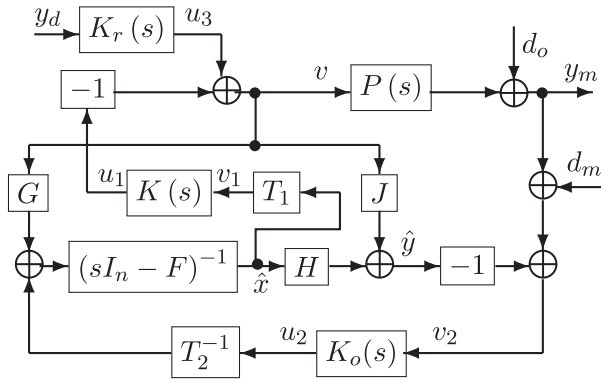 y_d K_r (s) u_3 d_o
-1 v P (s) y_m
u_1 v_1 d_m
G K (s) T_1 J
(sI_n − F)^{−1} x̂ H ŷ -1
T_2^{−1} u_2 K_o(s) v_2